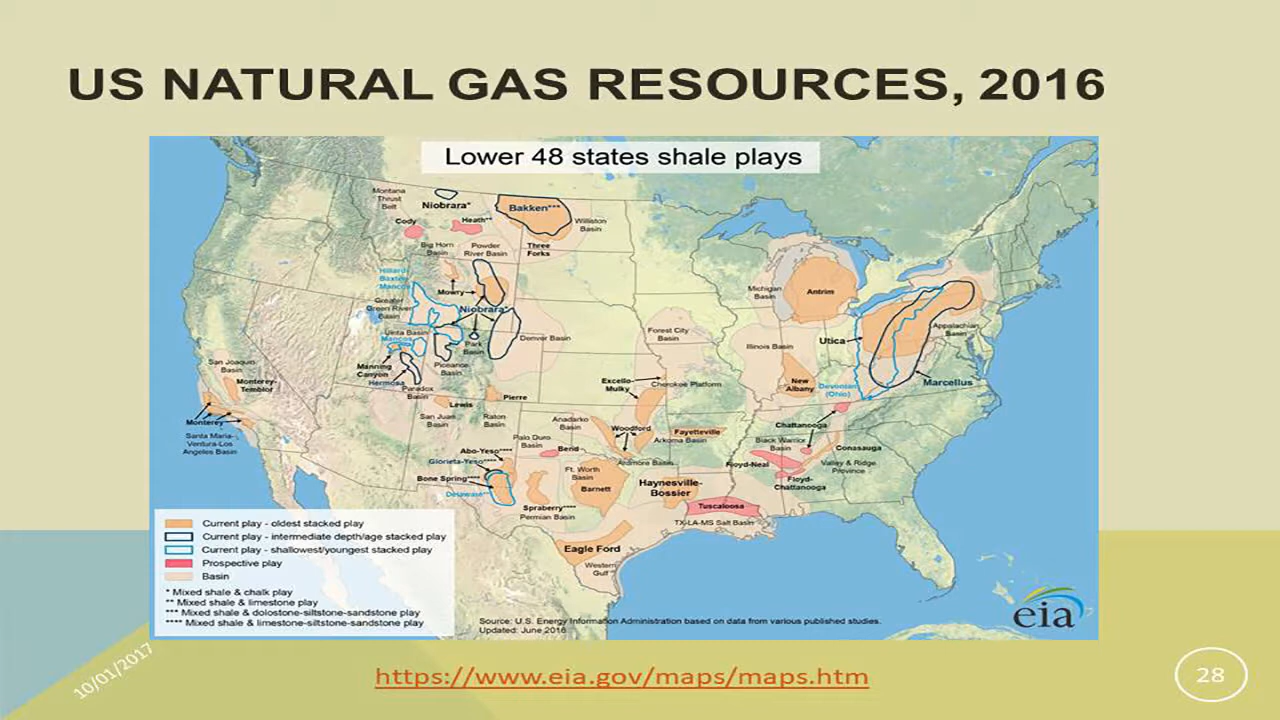 US NATURAL GAS RESOURCES, 2016
Lower 48 states shale plays
Montana
Thrust
Belt
Niobrara*
Bakken***
Cody
Heath**
Williston
Basin
Big Horn
Basin
Powder
River Basin
Three
Forks
Hilliard-
Baxter-
Mancos
Mowry
Greater
Green River
Basin
Niobrara*
Michigan
Basin
Antrim
Uinta Basin
Mancos
Park
Basin
Denver Basin
Forest City
Basin
Illinois Basin
Utica
Appalachian
Basin
San Joaquin
Basin
Manning
Canyon
Piceance
Basin
Hermosa
Paradox
Basin
Monterey-
Temblor
Excello-
Mulky
Cherokee Platform
New
Albany
Devonian
(Ohio)
Marcellus
Pierre
Lewis
Monterey
San Juan
Basin
Raton
Basin
Anadarko
Basin
Woodford
Fayetteville
Chattanooga
Santa Maria-,
Ventura-Los
Angeles Basin
Palo Duro
Basin
Arkoma Basin
Black Warrior
Basin
Conasauga
Abo-Yeso****
Bend
Glorieta-Yeso****
Ardmore Basin
Floyd-Neal
Valley & Ridge
Province
Bone Spring****
Ft. Worth
Basin
Floyd-
Chattanooga
Delaware**
Barnett
Haynesville-
Bossier
Spraberry****
Permian Basin
Tuscaloosa
TX-LA-MS Salt Basin
Eagle Ford
Western
Gulf
Current play - oldest stacked play
Current play - intermediate depth/age stacked play
Current play - shallowest/youngest stacked play
Prospective play
Basin
* Mixed shale & chalk play
** Mixed shale & limestone play
*** Mixed shale & dolostone-siltstone-sandstone play
**** Mixed shale & limestone-siltstone-sandstone play
Source: U.S. Energy Information Administration based on data from various published studies.
Updated: June 2016
eia
10/01/2017
https://www.eia.gov/maps/maps.htm
28